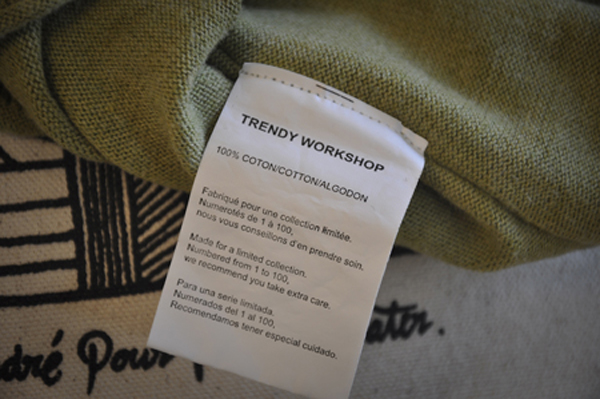 TRENDY WORKSHOP
100% COTON/COTTON/ALGODON
Fabriqué pour une collection limitée.
Numerotés de 1 à 100,
nous vous conseillons d'en prendre soin.
Made for a limited collection.
Numbered from 1 to 100,
we recommend you take extra care.
Para una serie limitada.
Numerados del 1 al 100,
Recomendamos tener especial cuidado.
Pour